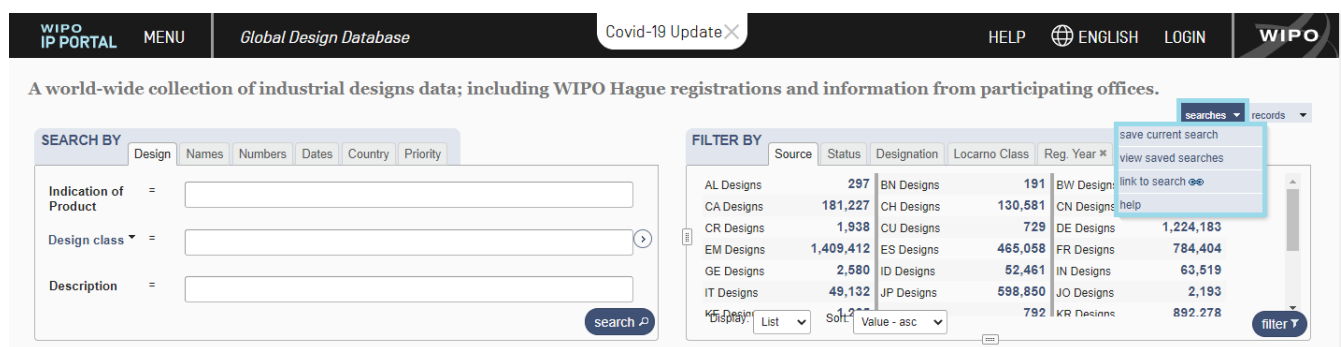 WIPO
IP PORTAL MENU Global Design Database Covid-19 Update HELP ENGLISH LOGIN WIPO
A world-wide collection of industrial designs data; including WIPO Hague registrations and information from participating offices.
searches records
save current search
view saved searches
link to search
help
SEARCH BY Design Names Numbers Dates Country Priority
Indication of Product =
Design class =
Description =
search
FILTER BY Source Status Designation Locarno Class Reg. Year
AL Designs 297 BN Designs 191 BW Designs
CA Designs 181,227 CH Designs 130,581 CN Designs
CR Designs 1,938 CU Designs 729 DE Designs 1,224,183
EM Designs 1,409,412 ES Designs 465,058 FR Designs 784,404
GE Designs 2,580 ID Designs 52,461 IN Designs 63,519
IT Designs 49,132 JP Designs 598,850 JO Designs 2,193
792 KR Designs 892,278
Display: List Sort: Value - asc
filter